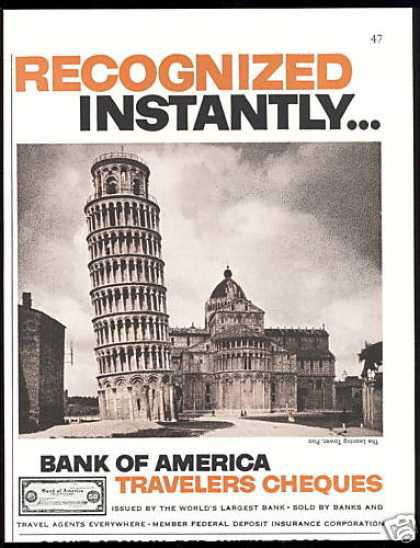 47
RECOGNIZED
INSTANTLY...
The Leaning Tower, Pisa
BANK OF AMERICA
TRAVELERS CHEQUES
Bank of America
50
ISSUED BY THE WORLD'S LARGEST BANK • SOLD BY BANKS AND
TRAVEL AGENTS EVERYWHERE • MEMBER FEDERAL DEPOSIT INSURANCE CORPORATION